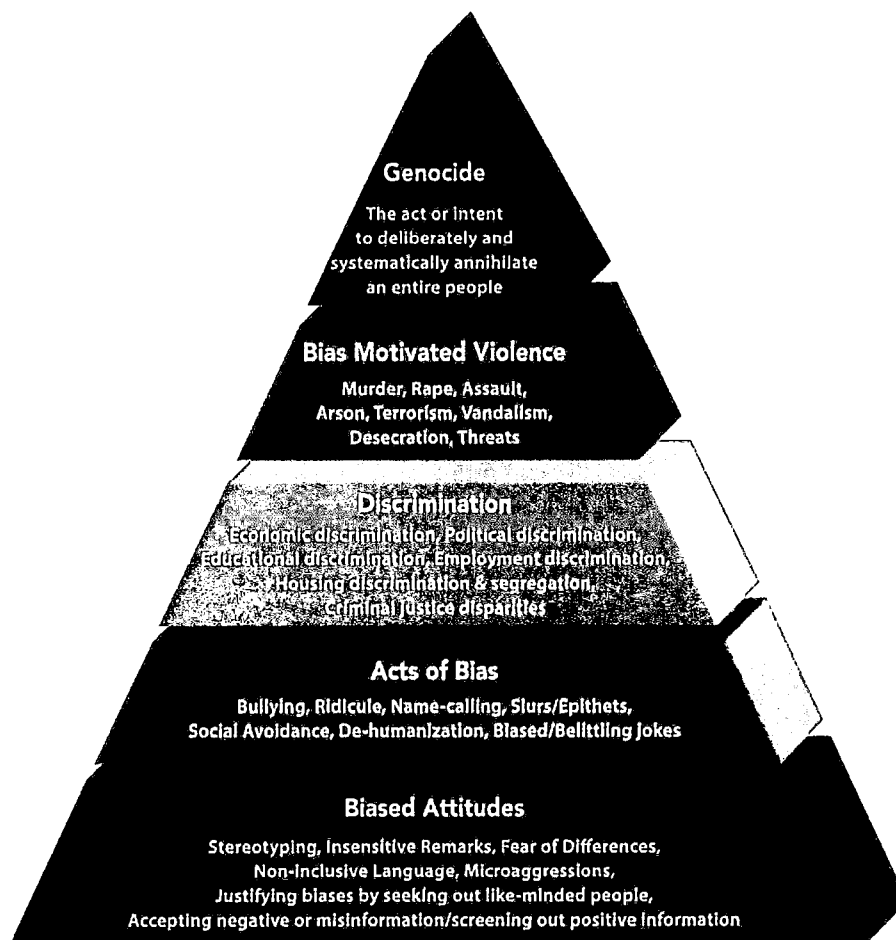 Genocide
The act or intent
to deliberately and
systematically annihilate
an entire people
Bias Motivated Violence
Murder, Rape, Assault,
Arson, Terrorism, Vandalism,
Desecration, Threats
Discrimination
Economic discrimination, Political discrimination,
Educational discrimination, Employment discrimination,
Housing discrimination & segregation,
Criminal justice disparities
Acts of Bias
Bullying, Ridicule, Name-calling, Slurs/Epithets,
Social Avoidance, De-humanization, Biased/Belittling jokes
Biased Attitudes
Stereotyping, Insensitive Remarks, Fear of Differences,
Non-Inclusive Language, Microaggressions,
Justifying biases by seeking out like-minded people,
Accepting negative or misinformation/screening out positive information